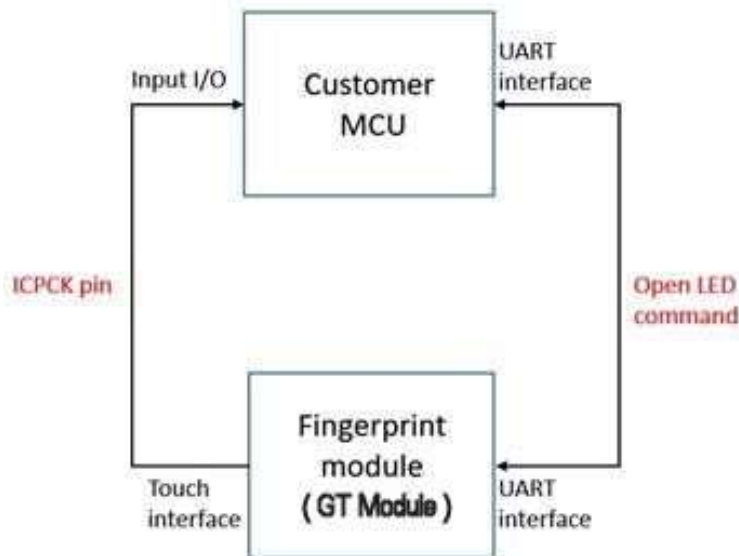 Input I/O
Customer
MCU
UART
interface
ICPCK pin
Open LED
command
Fingerprint
module
( GT Module )
Touch
interface
UART
interface